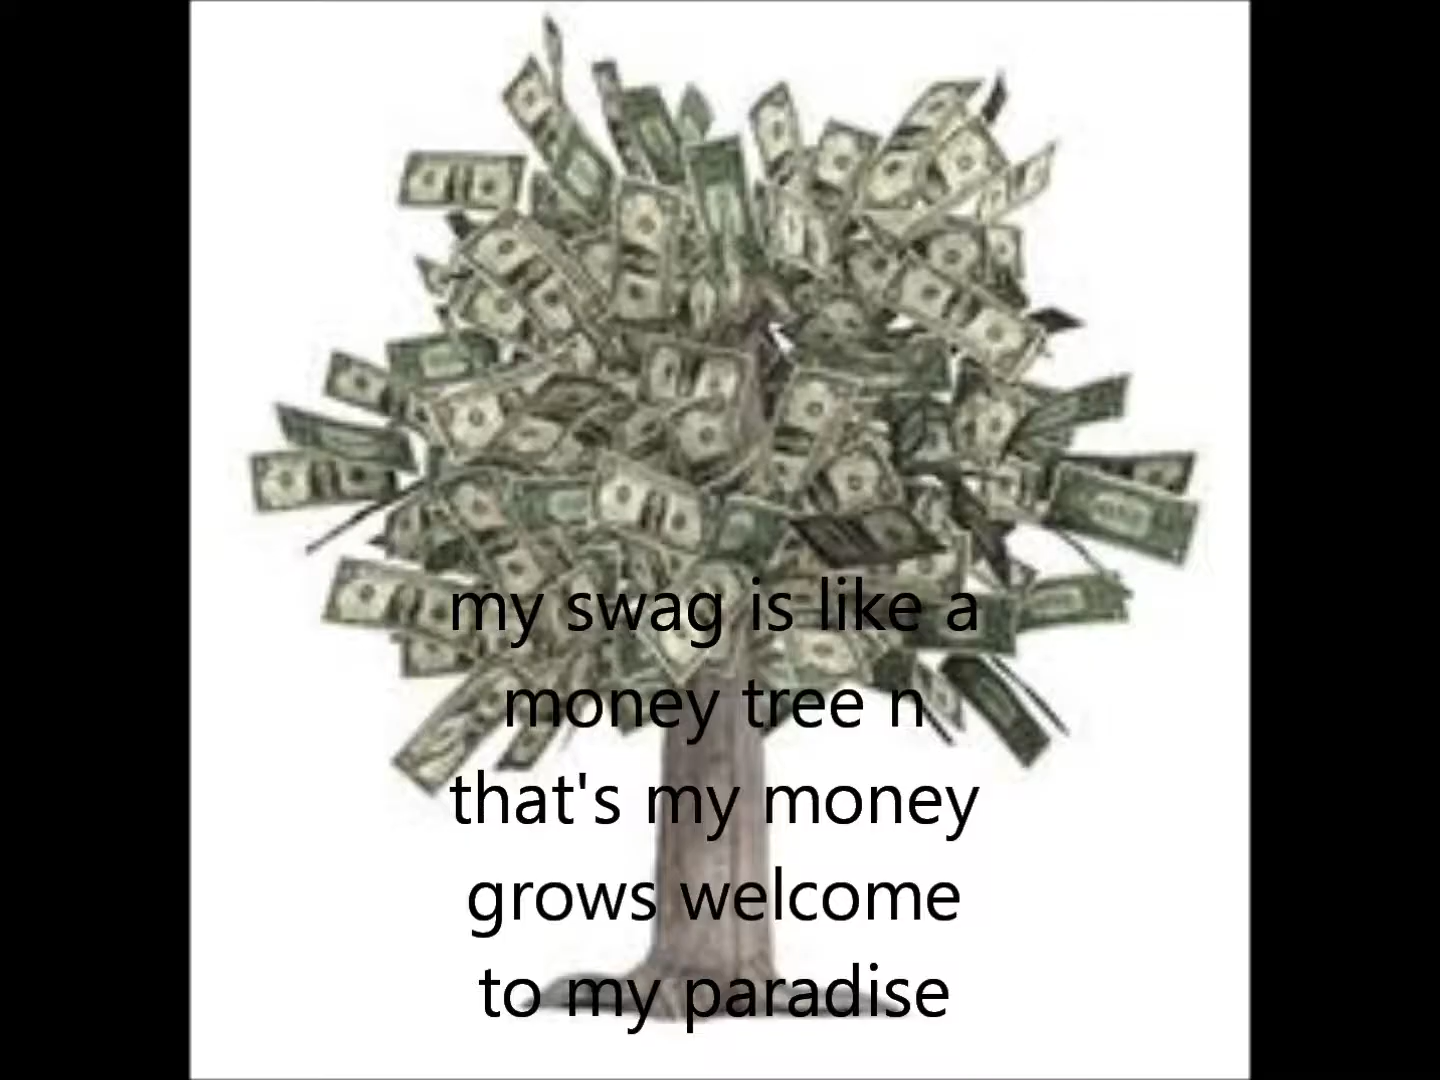 my swag is like a
money tree n
that's my money
grows welcome
to my paradise